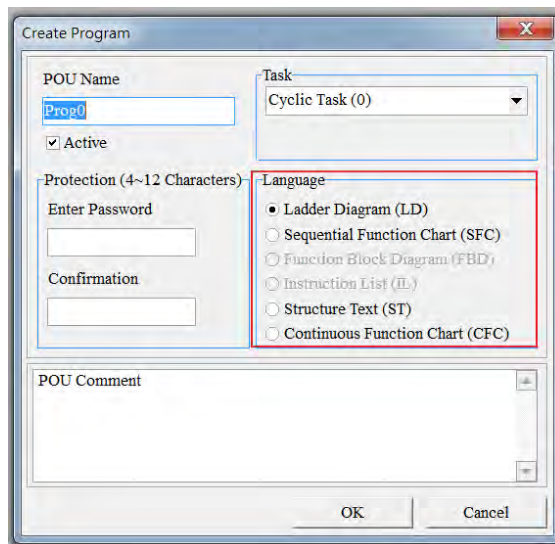 Create Program
POU Name
Prog0
Active
Task
Cyclic Task (0)
Protection (4~12 Characters)
Enter Password
Confirmation
Language
Ladder Diagram (LD)
Sequential Function Chart (SFC)
Function Block Diagram (FBD)
Instruction List (IL)
Structure Text (ST)
Continuous Function Chart (CFC)
POU Comment
OK
Cancel